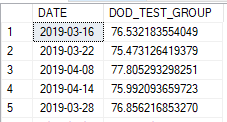 DATE DOD_TEST_GROUP
1 2019-03-16 76.532183554049
2 2019-03-22 75.473126419379
3 2019-04-08 77.805293298251
4 2019-04-14 75.992093659723
5 2019-03-28 76.856216853270